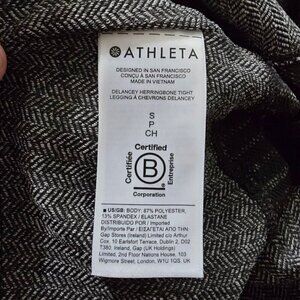 ATHLETA
DESIGNED IN SAN FRANCISCO
CONÇU À SAN FRANCISCO
MADE IN VIETNAM
DELANCEY HERRINGBONE TIGHT
LEGGING À CHEVRONS DELANCEY
S
P
CH
Certified
Certifiée
B
Entreprise
Corporation
US/GB: BODY: 87% POLYESTER,
13% SPANDEX / ELASTANE
DISTRIBUIDO POR / Imported
By/Importe Par / ΕΙΣΑΓΕΤΑΙ ΑΠΟ ΤΗΝ
Gap Stores (Ireland) Limited c/o Arthur
Cox, 10 Earlsfort Terrace, Dublin 2, D02
T380, Ireland, Gap (UK Holdings)
Limited, 2nd Floor Nations House, 103
Wigmore Street, London, W1U 1QS. UK